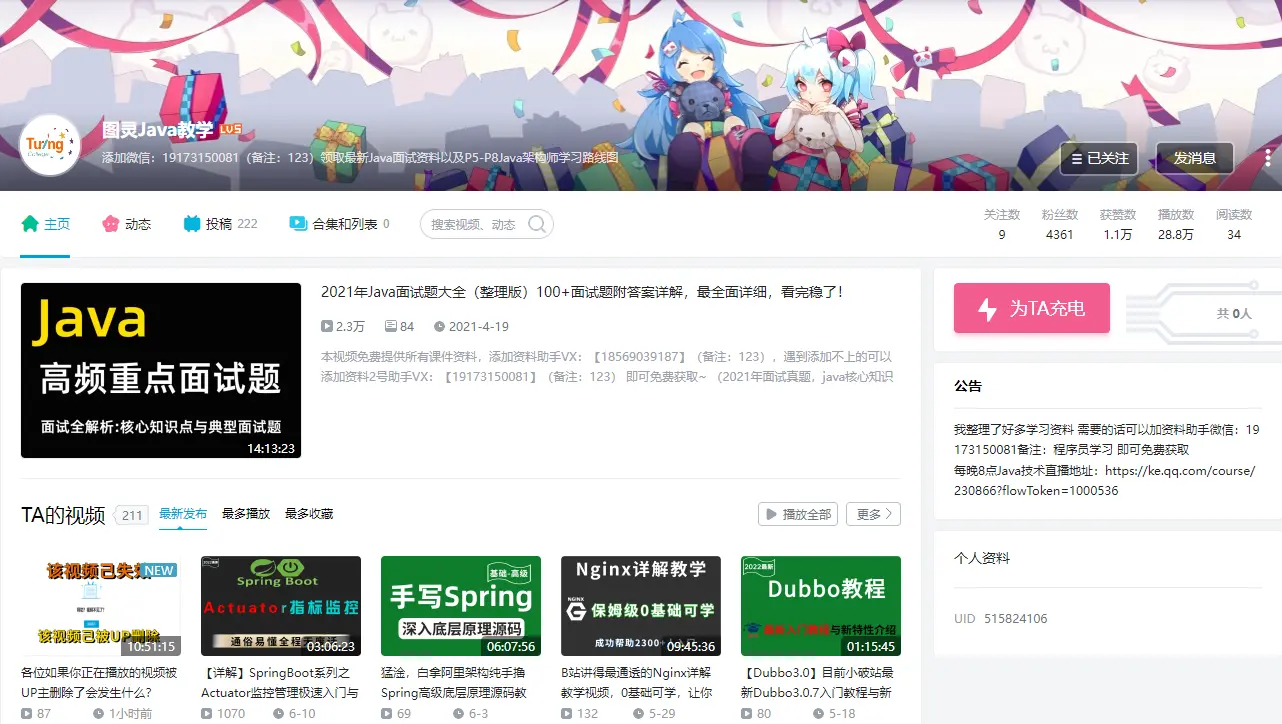 图灵Java教学 LV5
Turing
添加微信：19173150081（备注：123）领取最新Java面试资料以及P5-P8Java架构师学习路线图
已关注
发消息
主页
动态
投稿 222
合集和列表 0
搜索视频、动态
关注数 粉丝数 获赞数 播放数 阅读数
9 4361 1.1万 28.8万 34
Java
高频重点面试题
面试全解析:核心知识点与典型面试题
14:13:23
2021年Java面试题大全（整理版）100+面试题附答案详解，最全面详细，看完稳了！
2.3万 84 2021-4-19
本视频免费提供所有课件资料，添加资料助手VX：【18569039187】（备注：123），遇到添加不上的可以
添加资料2号助手VX：【19173150081】（备注：123） 即可免费获取~ （2021年面试真题，java核心知识
为TA充电
共 0人
公告
我整理了好多学习资料 需要的话可以加资料助手微信：19
173150081备注：程序员学习 即可免费获取
每晚8点Java技术直播地址：https://ke.qq.com/course/
230866?flowToken=1000536
个人资料
UID 515824106
TA的视频 211
最新发布
最多播放
最多收藏
播放全部
更多
该视频已失效
NEW
该视频已被UP删除
10:51:15
各位如果你正在播放的视频被
UP主删除了会发生什么？
87 1小时前
Spring Boot
Actuator指标监控
通俗易懂全程无废话
03:06:23
【详解】SpringBoot系列之
Actuator监控管理极速入门与
1070 6-10
基础-高级
手写Spring
深入底层原理源码
06:07:56
猛淦，白拿阿里架构纯手撸
Spring高级底层原理源码教
69 6-3
Nginx详解教学
NGINX
保姆级0基础可学
成功帮助2300+
09:45:36
B站讲得最通透的Nginx详解
教学视频，0基础可学，让你
132 5-29
2022最新
Dubbo教程
与新特性介绍
01:15:45
【Dubbo3.0】目前小破站最
新Dubbo3.0.7入门教程与新
80 5-18